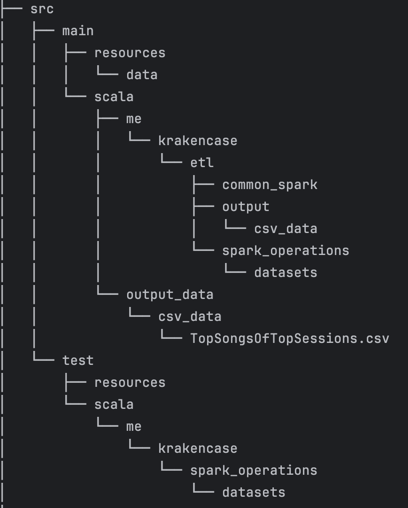 ├── src
│   ├── main
│   │   ├── resources
│   │   │   └── data
│   │   └── scala
│   │       ├── me
│   │       │   └── krakencase
│   │       │       └── etl
│   │       │           ├── common_spark
│   │       │           ├── output
│   │       │           │   └── csv_data
│   │       │           └── spark_operations
│   │       │               └── datasets
│   │       └── output_data
│   │           └── csv_data
│   │               └── TopSongsOfTopSessions.csv
│   └── test
│       ├── resources
│       └── scala
│           └── me
│               └── krakencase
│                   └── spark_operations
│                       └── datasets